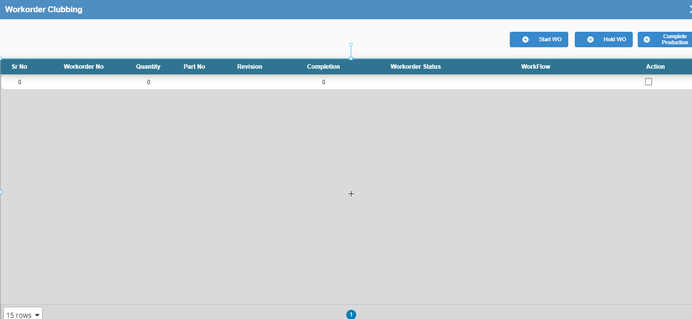 Workorder Clubbing
Start WO Hold WO Complete Production
Sr No Workorder No Quantity Part No Revision Completion Workorder Status WorkFlow Action
0 0 0
15 rows 1